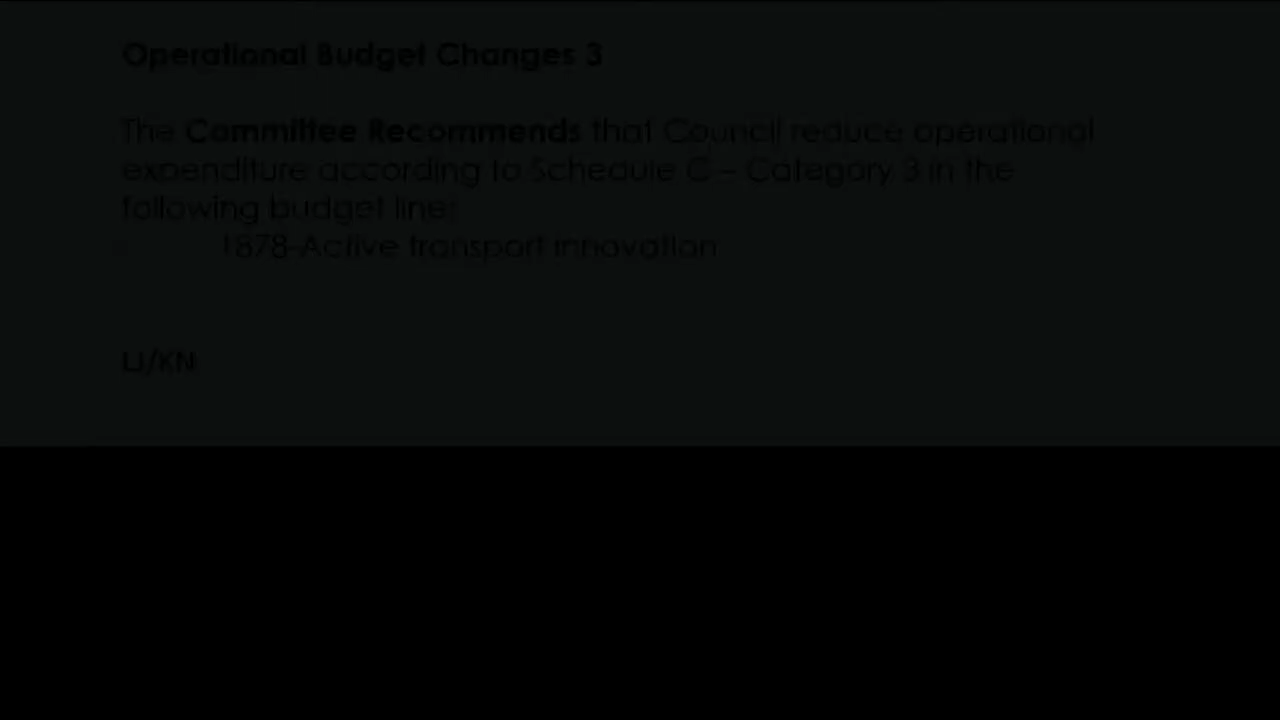 Operational Budget Changes 3
The Committee Recommends that Council reduce operational
expenditure according to Schedule G – Category 3 in the
following budget line:
1878-Active transport innovation
LJ/KN